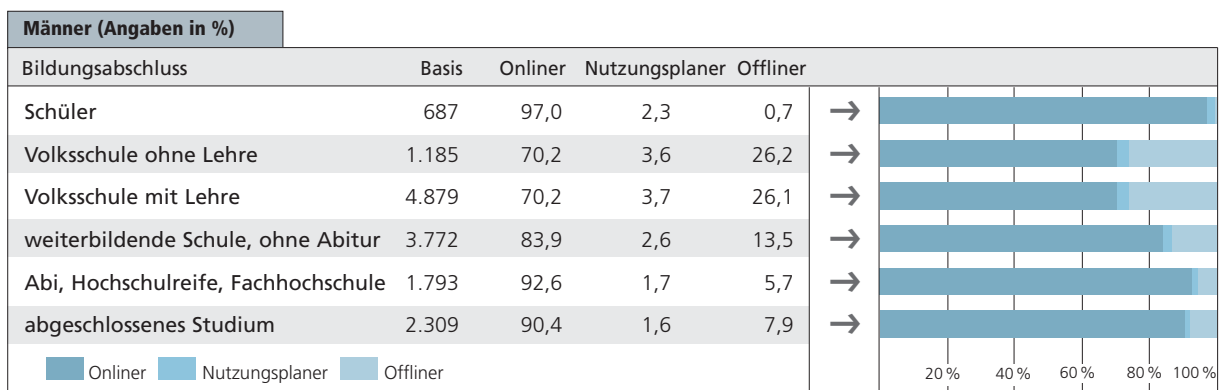 Männer (Angaben in %)
Bildungsabschluss Basis Onliner Nutzungsplaner Offliner
Schüler 687 97,0 2,3 0,7
Volksschule ohne Lehre 1.185 70,2 3,6 26,2
Volksschule mit Lehre 4.879 70,2 3,7 26,1
weiterbildende Schule, ohne Abitur 3.772 83,9 2,6 13,5
Abi, Hochschulreife, Fachhochschule 1.793 92,6 1,7 5,7
abgeschlossenes Studium 2.309 90,4 1,6 7,9
Onliner Nutzungsplaner Offliner 20 % 40 % 60 % 80 % 100 %